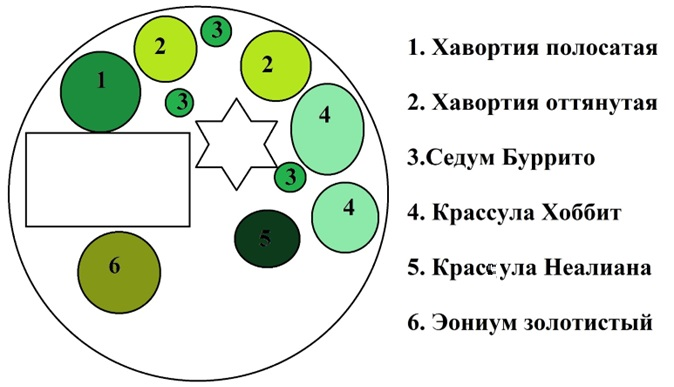 3
2
2
1
3
4
3
4
5
6
1. Хавортия полосатая
2. Хавортия оттянутая
3.Седум Буррито
4. Крассула Хоббит
5. Крассула Неалиана
6. Эониум золотистый